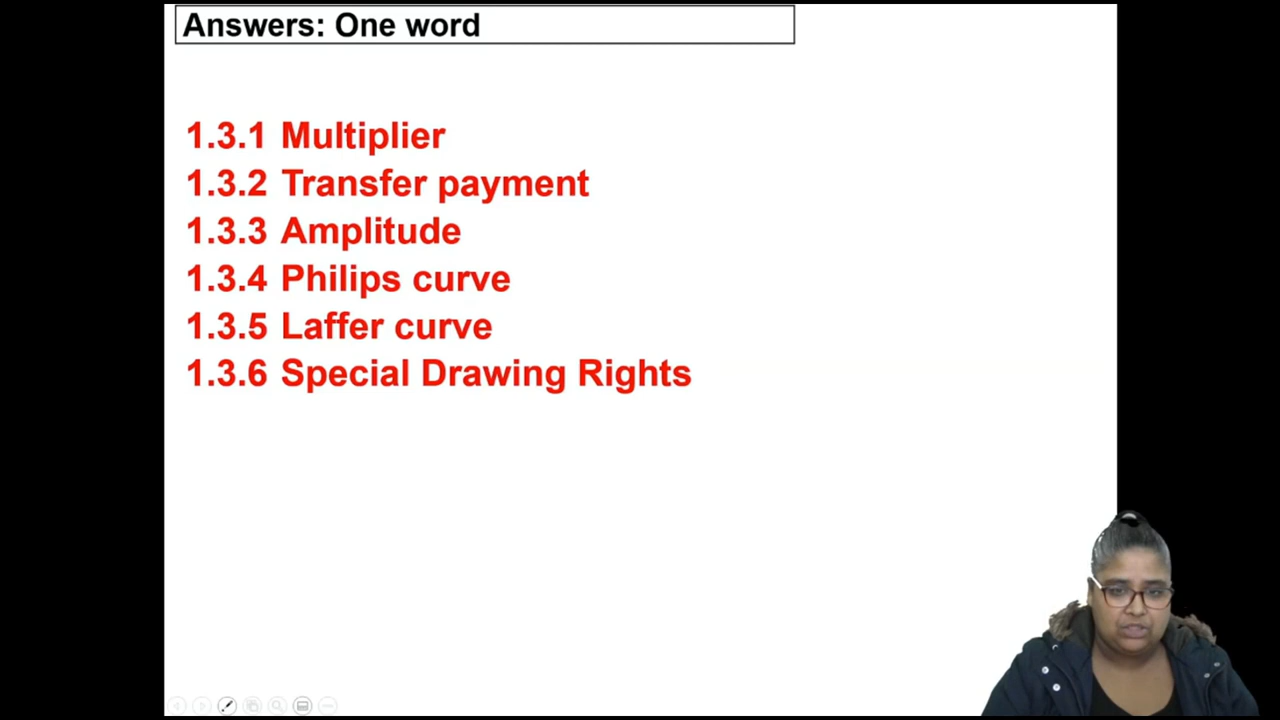 Answers: One word
1.3.1 Multiplier
1.3.2 Transfer payment
1.3.3 Amplitude
1.3.4 Philips curve
1.3.5 Laffer curve
1.3.6 Special Drawing Rights